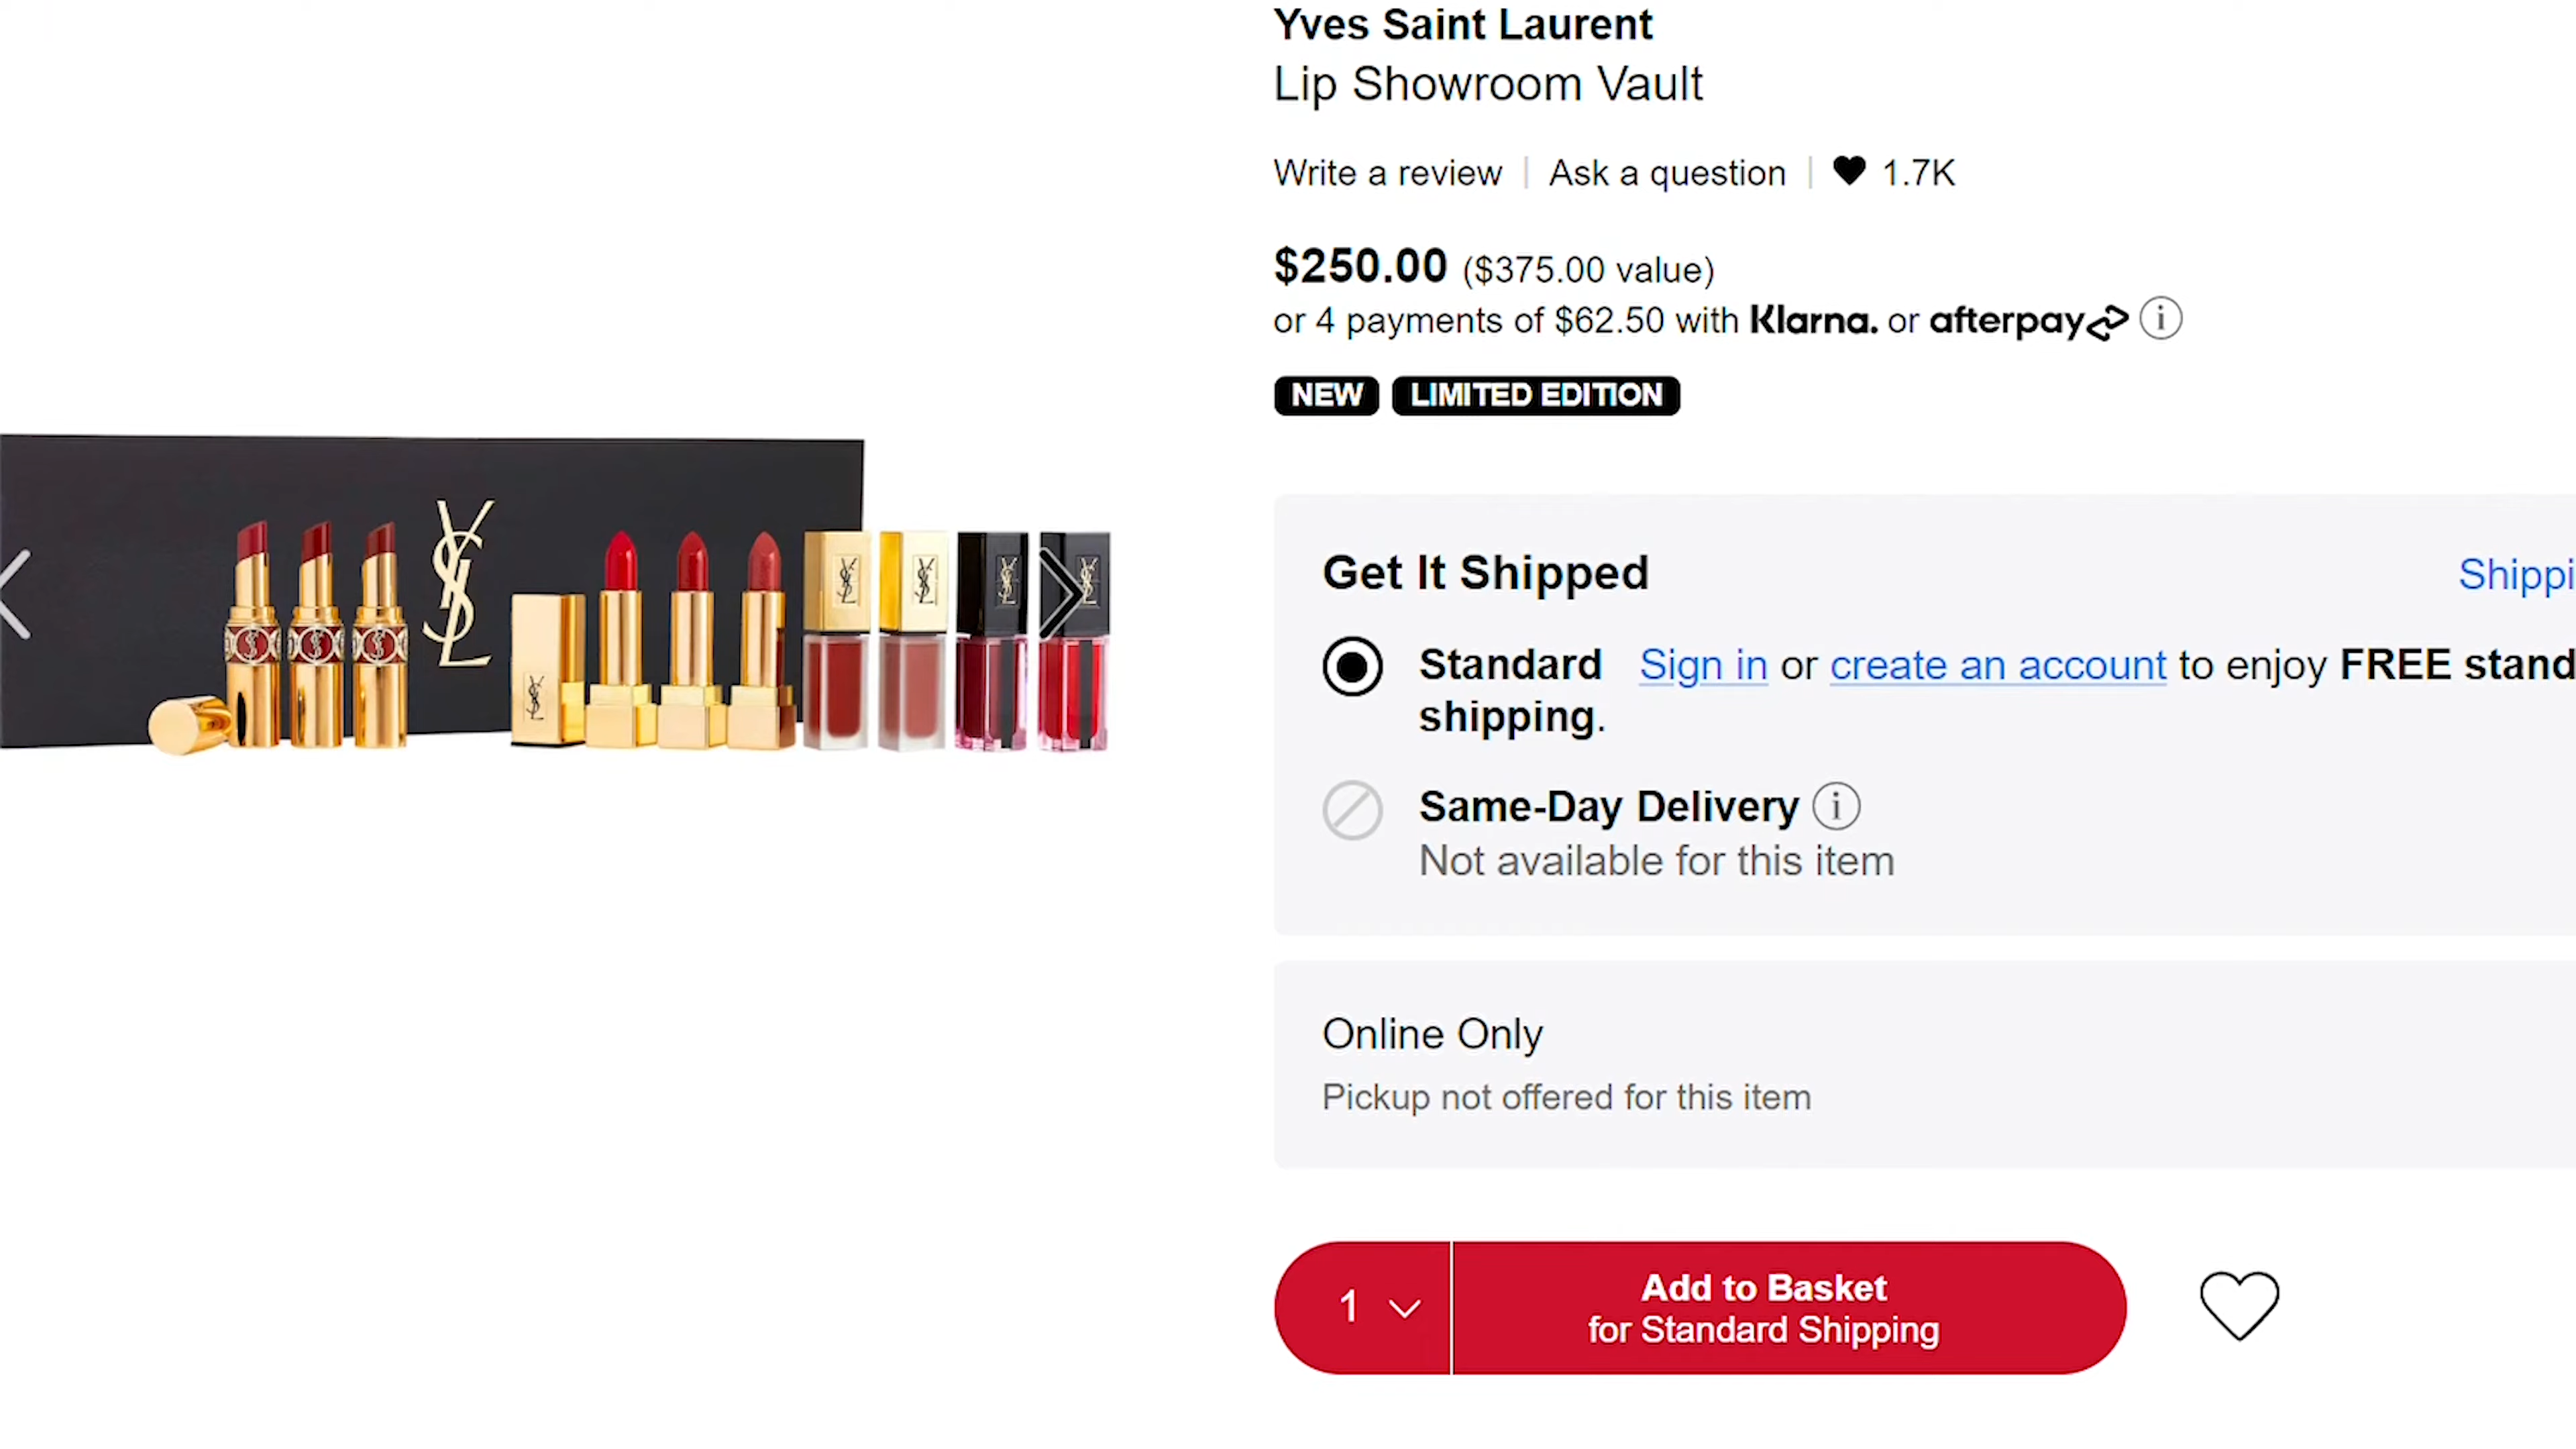 Yves Saint Laurent
Lip Showroom Vault
Write a review | Ask a question | 1.7K
$250.00 ($375.00 value)
or 4 payments of $62.50 with Klarna. or afterpay
NEW LIMITED EDITION
YSL
Get It Shipped Shippi
Standard Sign in or create an account to enjoy FREE stand
shipping.
Same-Day Delivery
Not available for this item
Online Only
Pickup not offered for this item
1 Add to Basket
for Standard Shipping